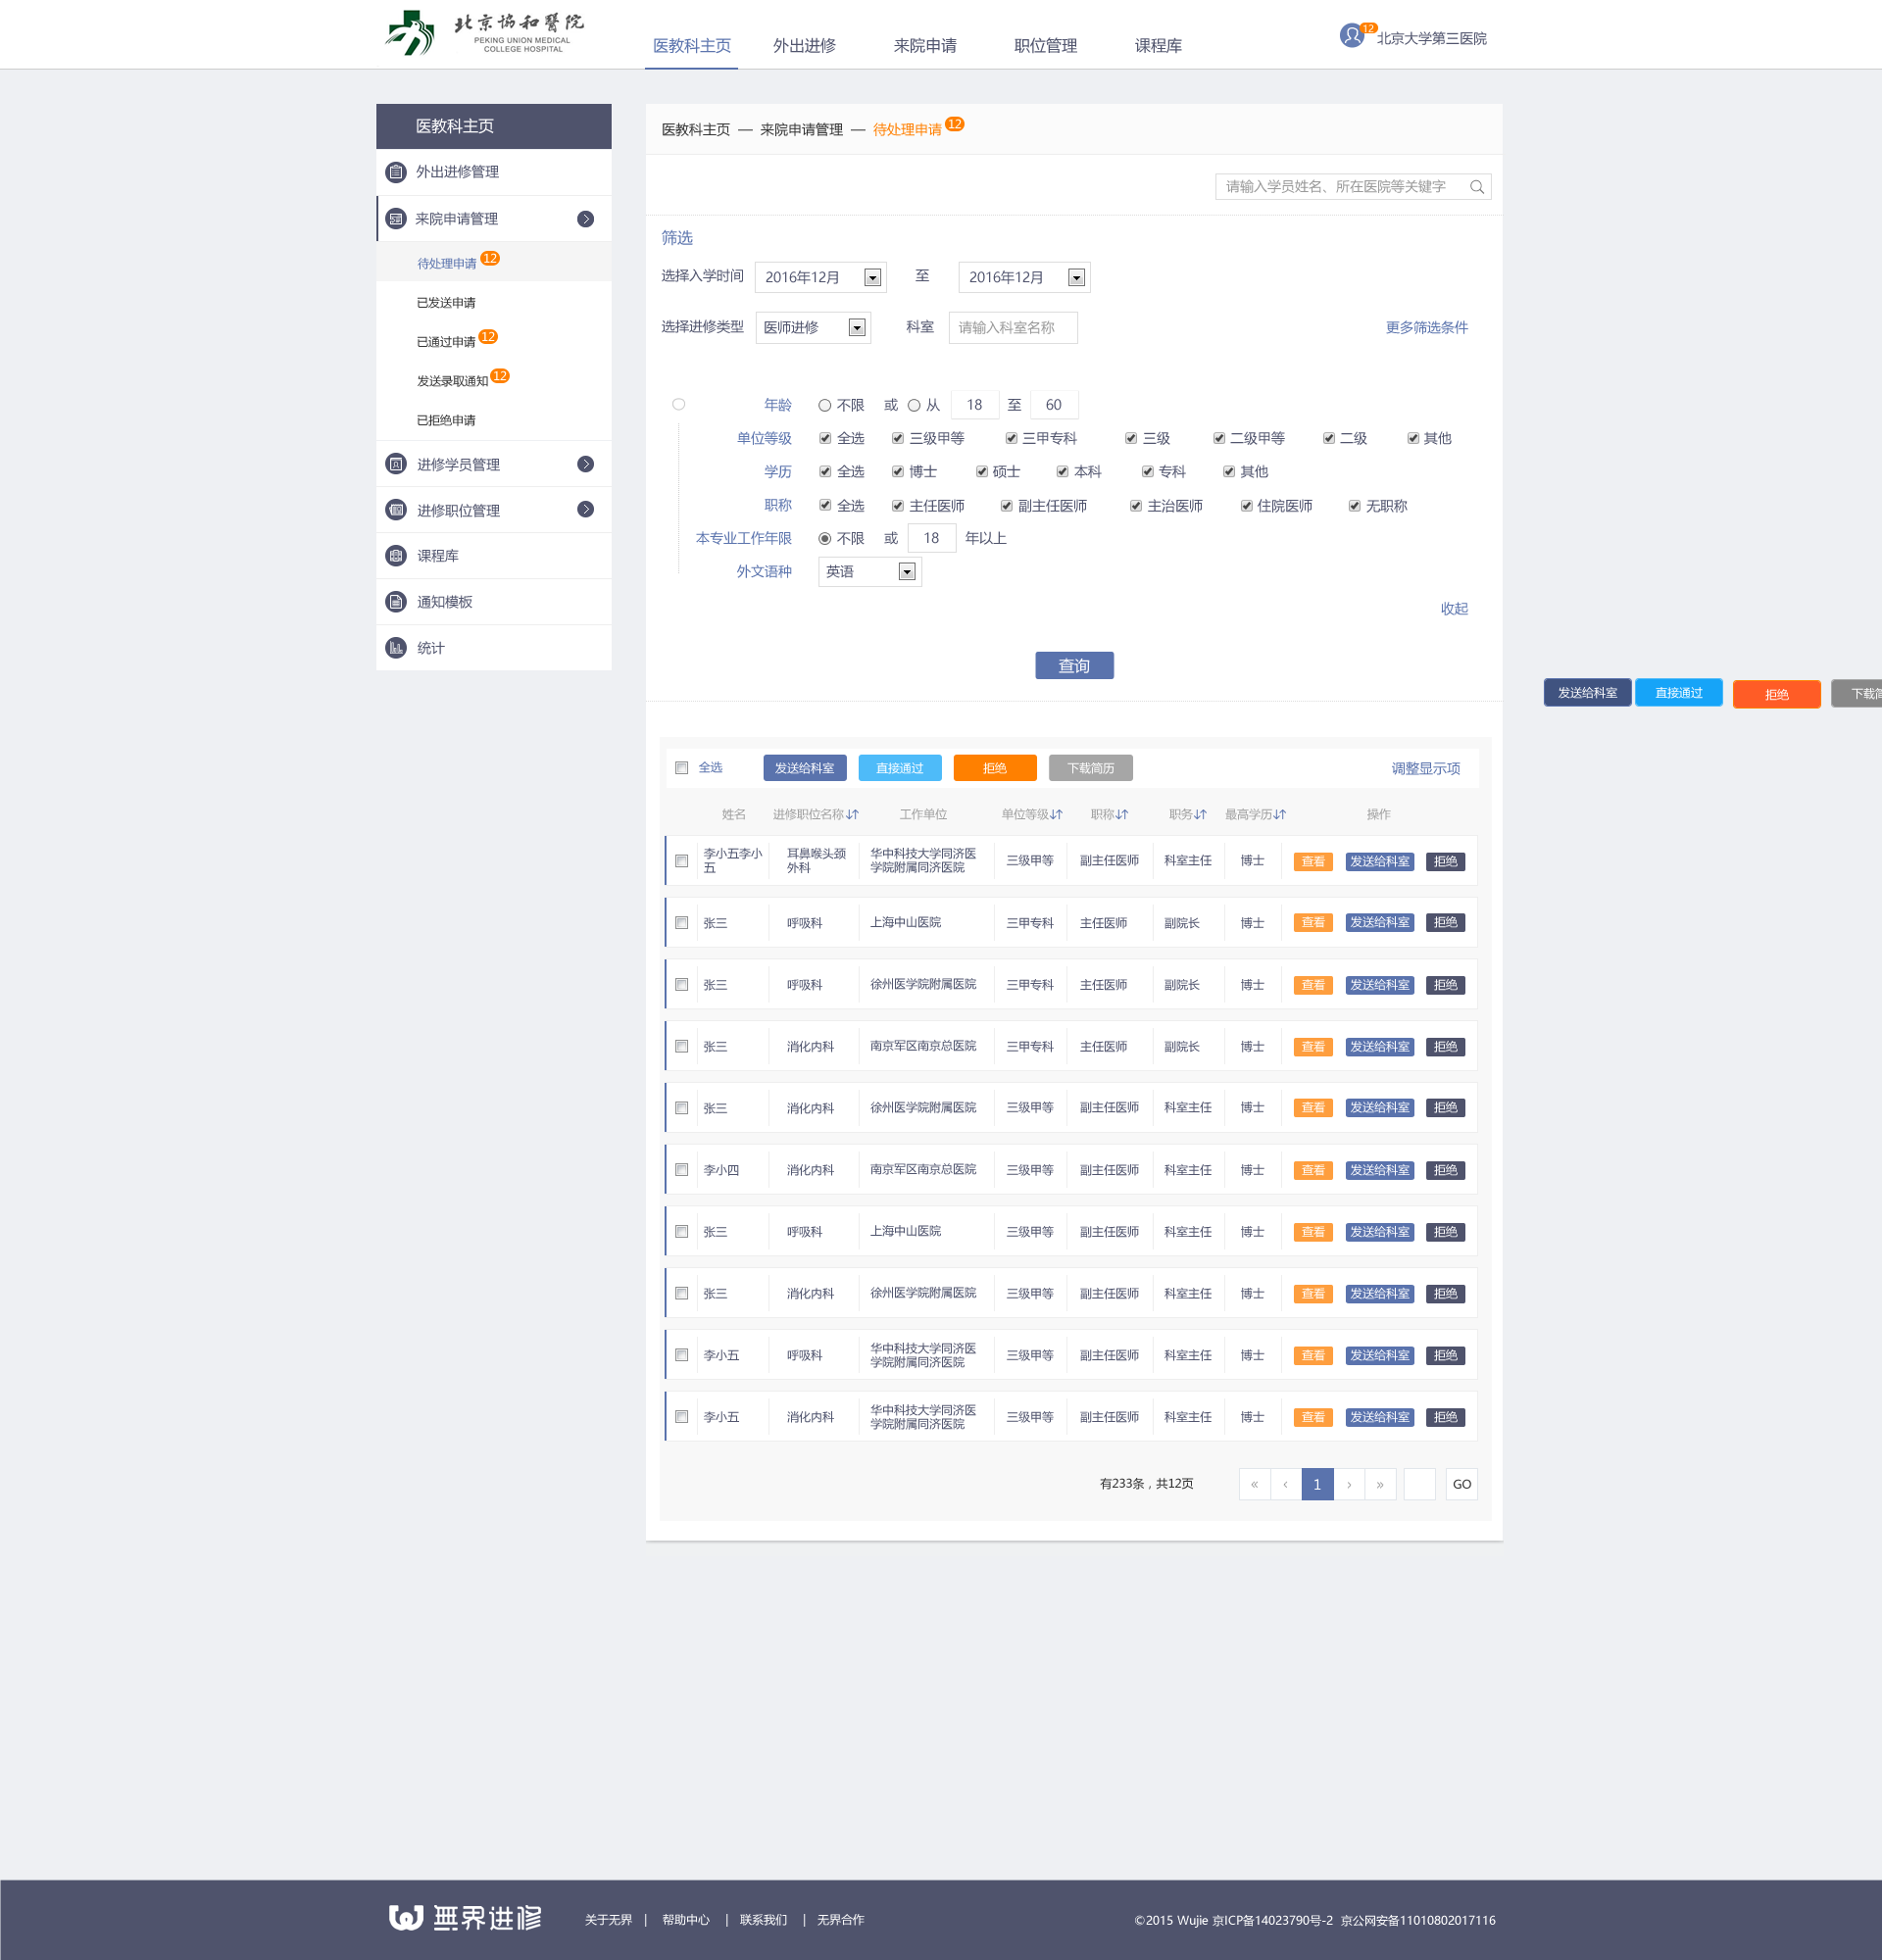 北京协和醫院
PEKING UNION MEDICAL
COLLEGE HOSPITAL
医教科主页 外出进修 来院申请 职位管理 课程库
12 北京大学第三医院
医教科主页
外出进修管理
来院申请管理
待处理申请 12
已发送申请
已通过申请 12
发送录取通知 12
已拒绝申请
进修学员管理
进修职位管理
课程库
通知模板
统计
医教科主页 — 来院申请管理 — 待处理申请 12
请输入学员姓名、所在医院等关键字
筛选
选择入学时间 2016年12月 至 2016年12月
选择进修类型 医师进修 科室 请输入科室名称 更多筛选条件
年龄 不限 或 从 18 至 60
单位等级 全选 三级甲等 三甲专科 三级 二级甲等 二级 其他
学历 全选 博士 硕士 本科 专科 其他
职称 全选 主任医师 副主任医师 主治医师 住院医师 无职称
本专业工作年限 不限 或 18 年以上
外文语种 英语
收起
查询
发送给科室 直接通过 拒绝 下载简
全选 发送给科室 直接通过 拒绝 下载简历 调整显示项
姓名 进修职位名称 工作单位 单位等级 职称 职务 最高学历 操作
李小五李小五 耳鼻喉头颈外科 华中科技大学同济医学院附属同济医院 三级甲等 副主任医师 科室主任 博士 查看 发送给科室 拒绝
张三 呼吸科 上海中山医院 三甲专科 主任医师 副院长 博士 查看 发送给科室 拒绝
张三 呼吸科 徐州医学院附属医院 三甲专科 主任医师 副院长 博士 查看 发送给科室 拒绝
张三 消化内科 南京军区南京总医院 三甲专科 主任医师 副院长 博士 查看 发送给科室 拒绝
张三 消化内科 徐州医学院附属医院 三级甲等 副主任医师 科室主任 博士 查看 发送给科室 拒绝
李小四 消化内科 南京军区南京总医院 三级甲等 副主任医师 科室主任 博士 查看 发送给科室 拒绝
张三 呼吸科 上海中山医院 三级甲等 副主任医师 科室主任 博士 查看 发送给科室 拒绝
张三 消化内科 徐州医学院附属医院 三级甲等 副主任医师 科室主任 博士 查看 发送给科室 拒绝
李小五 呼吸科 华中科技大学同济医学院附属同济医院 三级甲等 副主任医师 科室主任 博士 查看 发送给科室 拒绝
李小五 消化内科 华中科技大学同济医学院附属同济医院 三级甲等 副主任医师 科室主任 博士 查看 发送给科室 拒绝
有233条，共12页 « ‹ 1 › » GO
無界进修 关于无界 | 帮助中心 | 联系我们 | 无界合作 ©2015 Wujie 京ICP备14023790号-2 京公网安备11010802017116